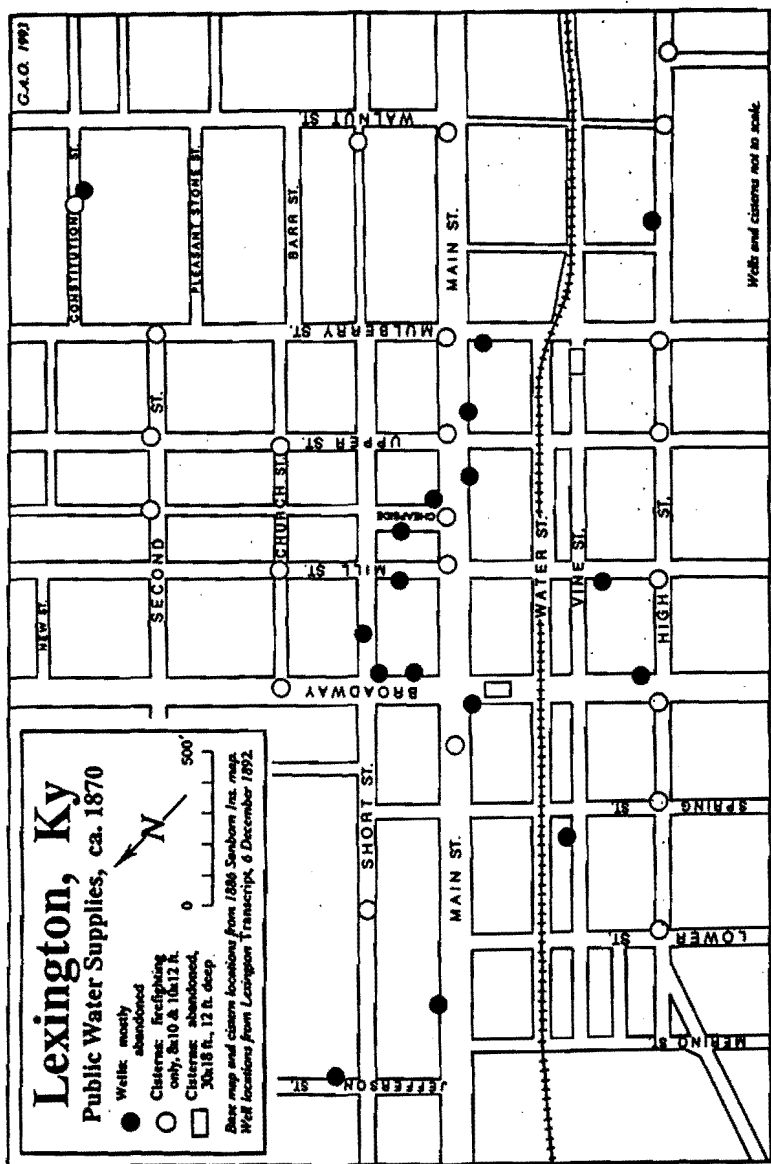 Lexington, Ky
Public Water Supplies, ca. 1870
Wells: mostly
abandoned
Cisterns: firefighting
only, 8x10 & 10x12 ft.
Cisterns: abandoned,
30x18 ft., 12 ft. deep
N
0 500'
Base map and cistern locations from 1886 Sanborn Ins. map.
Well locations from Lexington Transcript, 6 December 1892.
G.A.O. 1993
NEW ST.
SECOND ST.
CONSTITUTION ST.
PLEASANT STONE ST.
BARR ST.
CHURCH ST.
SHORT ST.
MAIN ST.
MAIN ST.
WATER ST.
VINE ST.
HIGH ST.
JEFFERSON ST.
BROADWAY
MILL ST.
CHEAPSIDE
UPPER ST.
MULBERRY ST.
WALNUT ST.
MERINO ST.
LOWER ST.
SPRING ST.
Wells and cisterns not to scale